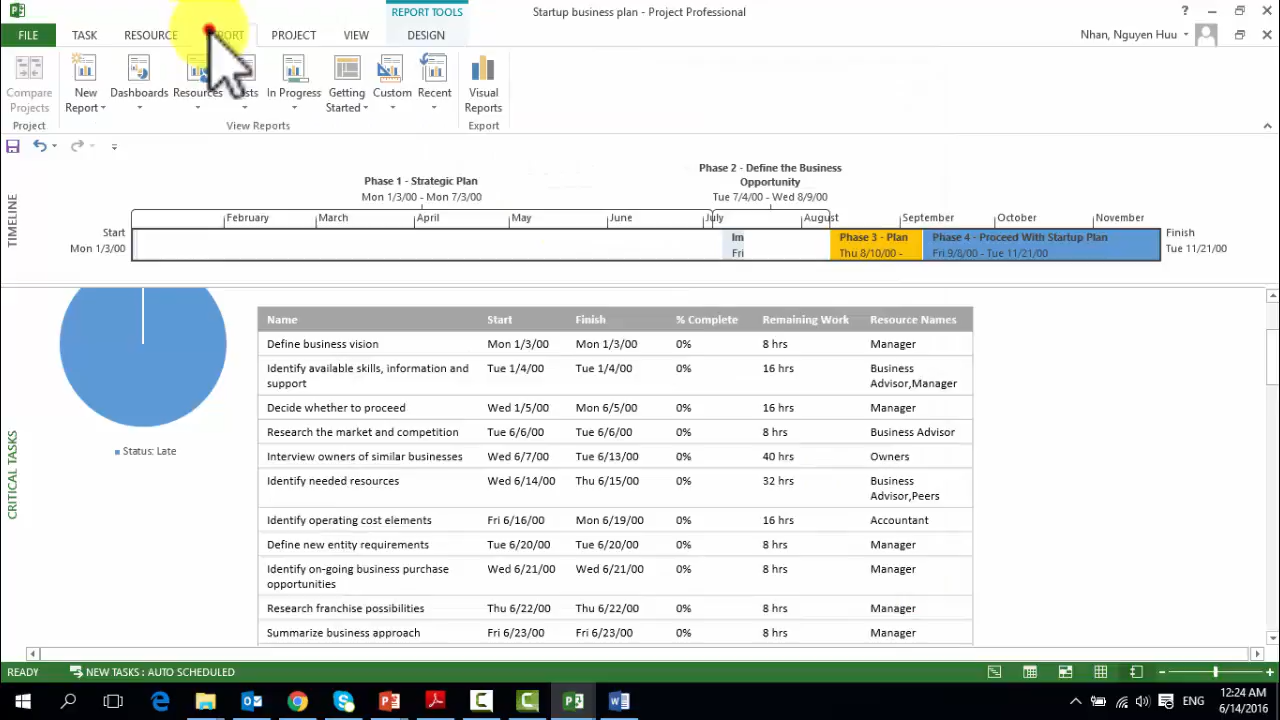 REPORT TOOLS
Startup business plan - Project Professional
FILE
TASK
RESOURCE
PROJECT
VIEW
DESIGN
Nhan, Nguyen Huu
Compare Projects
New Report
Dashboards
Resources
In Progress
Getting Started
Custom
Recent
Visual Reports
Project
View Reports
Export
TIMELINE
Phase 1 - Strategic Plan
Mon 1/3/00 - Mon 7/3/00
Phase 2 - Define the Business
Opportunity
Tue 7/4/00 - Wed 8/9/00
February March April May June July August September October November
Start
Mon 1/3/00
Im
Fri
Phase 3 - Plan
Thu 8/10/00 -
Phase 4 - Proceed With Startup Plan
Fri 9/8/00 - Tue 11/21/00
Finish
Tue 11/21/00
CRITICAL TASKS
Status: Late
Name Start Finish % Complete Remaining Work Resource Names
Define business vision Mon 1/3/00 Mon 1/3/00 0% 8 hrs Manager
Identify available skills, information and support Tue 1/4/00 Tue 1/4/00 0% 16 hrs Business Advisor,Manager
Decide whether to proceed Wed 1/5/00 Mon 6/5/00 0% 16 hrs Manager
Research the market and competition Tue 6/6/00 Tue 6/6/00 0% 8 hrs Business Advisor
Interview owners of similar businesses Wed 6/7/00 Tue 6/13/00 0% 40 hrs Owners
Identify needed resources Wed 6/14/00 Thu 6/15/00 0% 32 hrs Business Advisor,Peers
Identify operating cost elements Fri 6/16/00 Mon 6/19/00 0% 16 hrs Accountant
Define new entity requirements Tue 6/20/00 Tue 6/20/00 0% 8 hrs Manager
Identify on-going business purchase opportunities Wed 6/21/00 Wed 6/21/00 0% 8 hrs Manager
Research franchise possibilities Thu 6/22/00 Thu 6/22/00 0% 8 hrs Manager
Summarize business approach Fri 6/23/00 Fri 6/23/00 0% 8 hrs Manager
READY
NEW TASKS : AUTO SCHEDULED
ENG
12:24 AM
6/14/2016